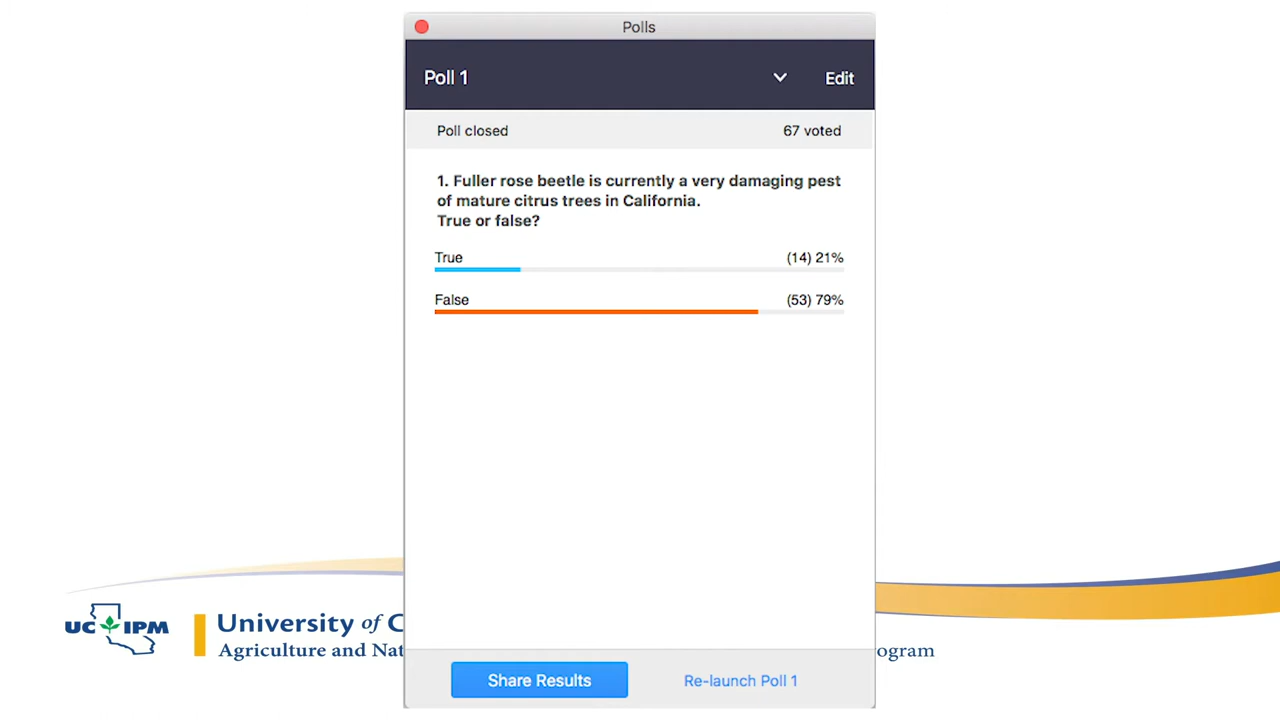 Polls
Poll 1
Edit
Poll closed
67 voted
1. Fuller rose beetle is currently a very damaging pest
of mature citrus trees in California.
True or false?
True
(14) 21%
False
(53) 79%
UC IPM
University of C
Agriculture and Nat
ogram
Share Results
Re-launch Poll 1